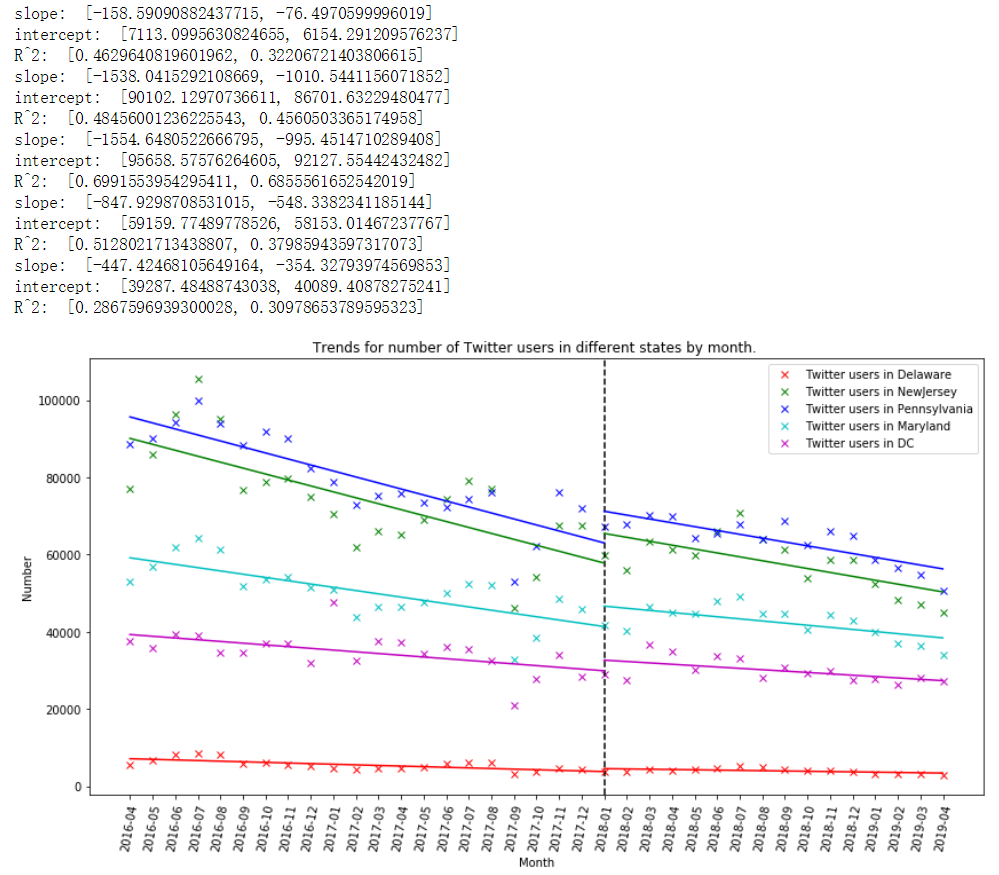 slope:  [-158.59090882437715, -76.4970599996019]
intercept:  [7113.0995630824655, 6154.291209576237]
R^2:  [0.4629640819601962, 0.32206721403806615]
slope:  [-1538.0415292108669, -1010.5441156071852]
intercept:  [90102.12970736611, 86701.63229480477]
R^2:  [0.48456001236225543, 0.4560503365174958]
slope:  [-1554.6480522666795, -995.4514710289408]
intercept:  [95658.57576264605, 92127.55442432482]
R^2:  [0.6991553954295411, 0.6855561652542019]
slope:  [-847.9298708531015, -548.3382341185144]
intercept:  [59159.77489778526, 58153.01467237767]
R^2:  [0.5128021713438807, 0.37985943597317073]
slope:  [-447.42468105649164, -354.32793974569853]
intercept:  [39287.48488743038, 40089.40878275241]
R^2:  [0.2867596939300028, 0.30978653789595323]
Trends for number of Twitter users in different states by month.
Twitter users in Delaware
Twitter users in NewJersey
Twitter users in Pennsylvania
Twitter users in Maryland
Twitter users in DC
100000
80000
60000
40000
20000
0
Number
2016-04
2016-05
2016-06
2016-07
2016-08
2016-09
2016-10
2016-11
2016-12
2017-01
2017-02
2017-03
2017-04
2017-05
2017-06
2017-07
2017-08
2017-09
2017-10
2017-11
2017-12
2018-01
2018-02
2018-03
2018-04
2018-05
2018-06
2018-07
2018-08
2018-09
2018-10
2018-11
2018-12
2019-01
2019-02
2019-03
2019-04
Month